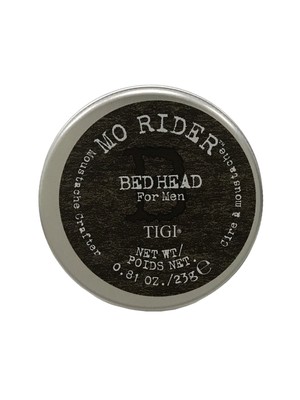 MO RIDER™
Moustache Crafter
Cire à moustache
B
BED HEAD
For Men
TIGI®
NET WT/
POIDS NET.
0.81 OZ./23g℮